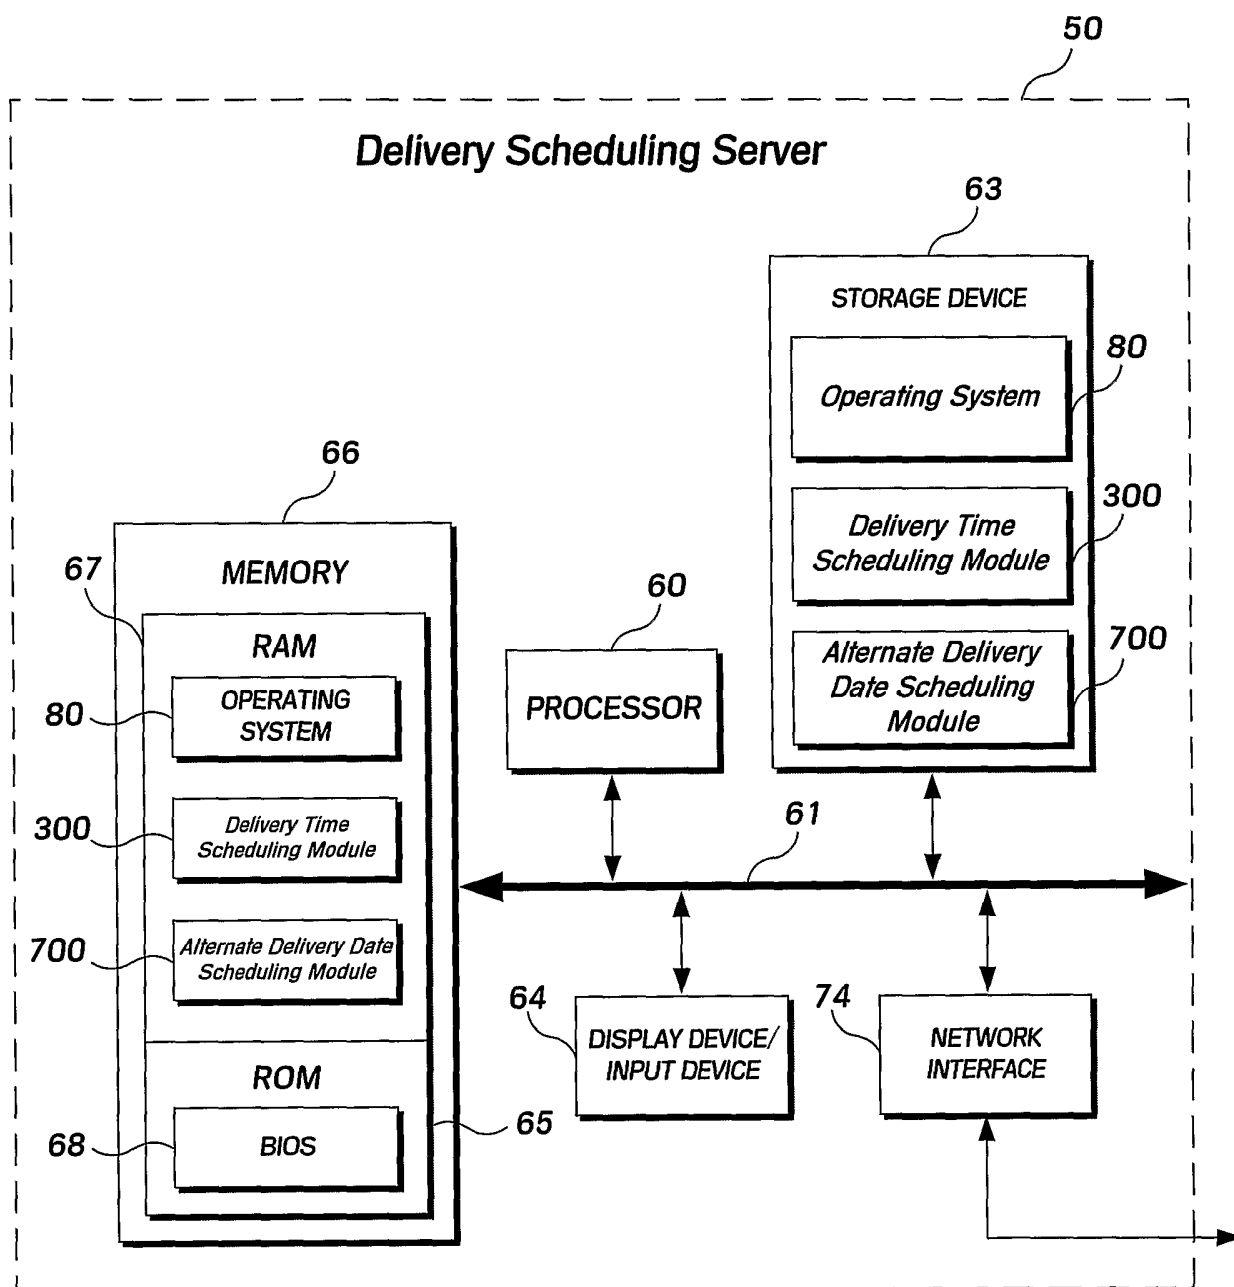 50
Delivery Scheduling Server
63
STORAGE DEVICE
80
Operating System
300
Delivery Time
Scheduling Module
700
Alternate Delivery
Date Scheduling
Module
66
MEMORY
67
RAM
80
OPERATING
SYSTEM
300
Delivery Time
Scheduling Module
700
Alternate Delivery Date
Scheduling Module
ROM
65
68
BIOS
60
PROCESSOR
61
64
DISPLAY DEVICE/
INPUT DEVICE
74
NETWORK
INTERFACE